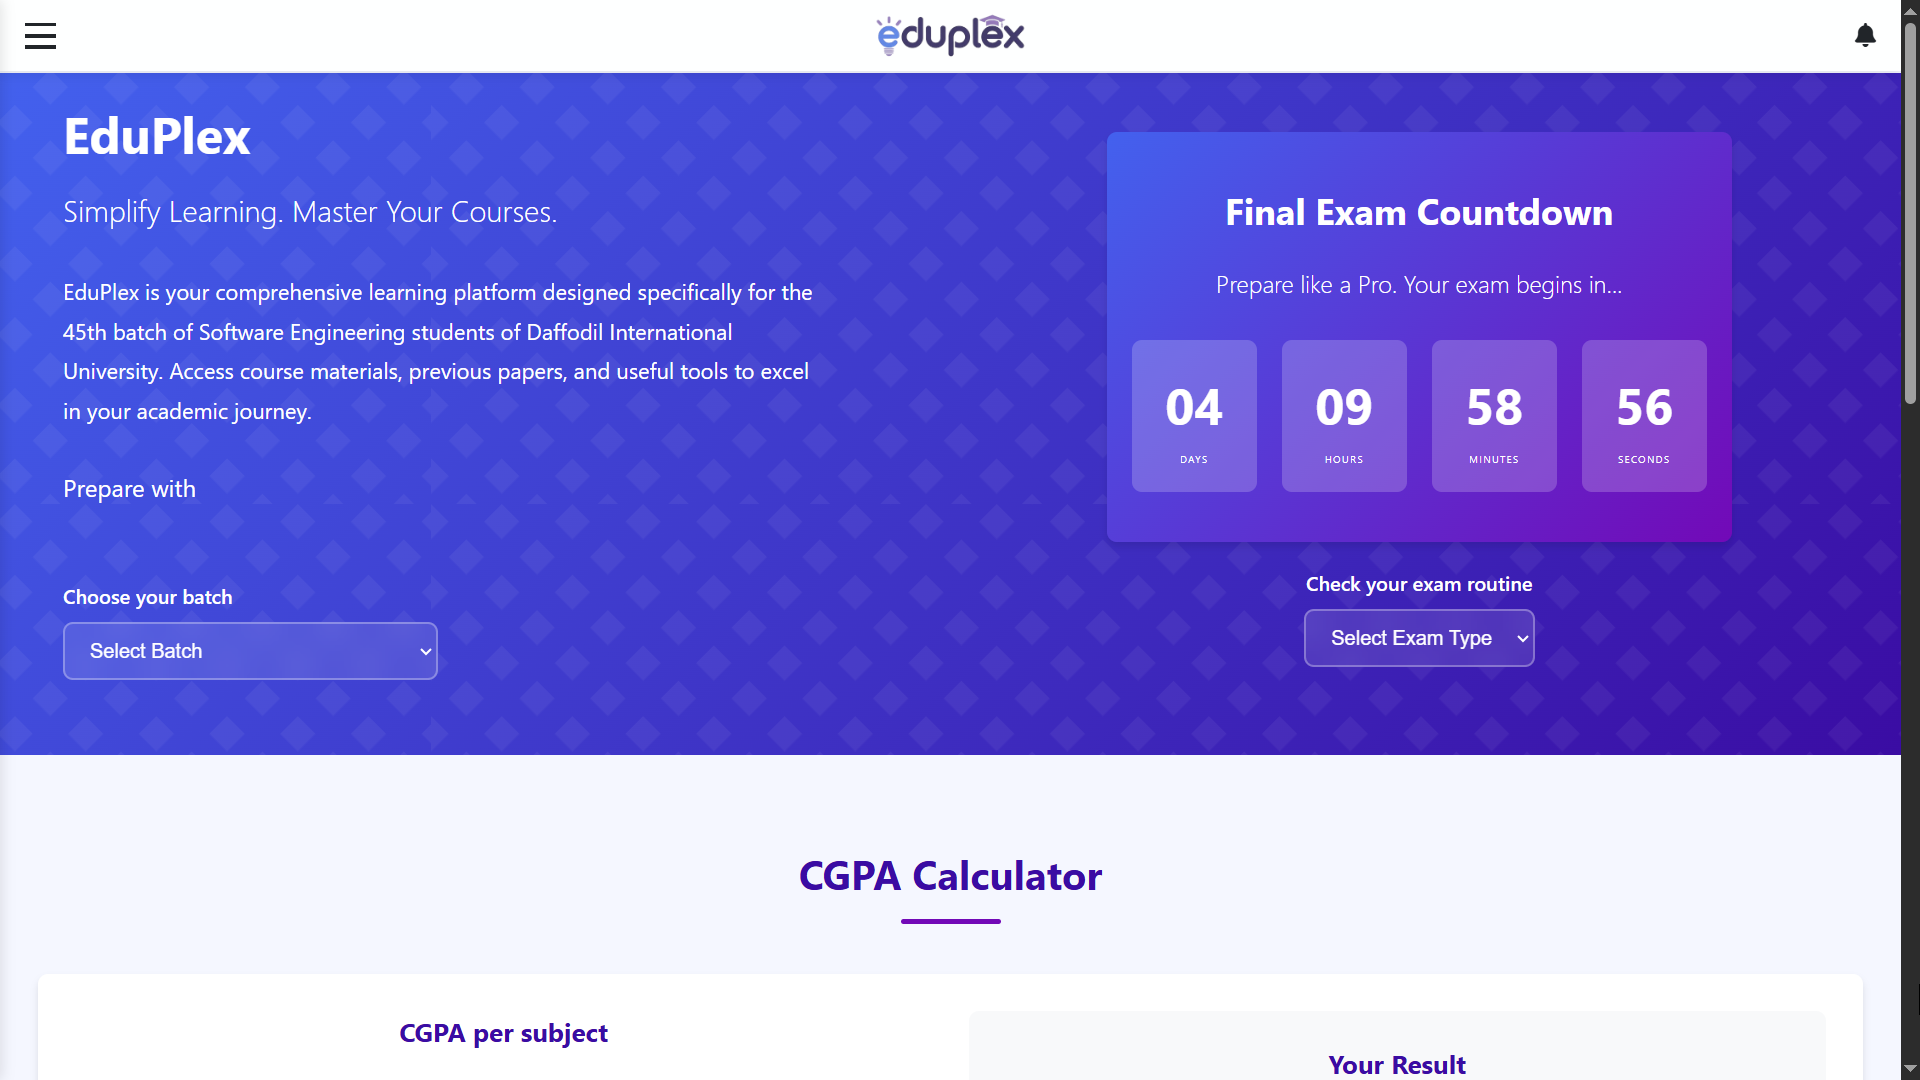 eduplex
EduPlex
Simplify Learning. Master Your Courses.
EduPlex is your comprehensive learning platform designed specifically for the
45th batch of Software Engineering students of Daffodil International
University. Access course materials, previous papers, and useful tools to excel
in your academic journey.
Prepare with
Choose your batch
Select Batch
Final Exam Countdown
Prepare like a Pro. Your exam begins in...
04 09 58 56
DAYS HOURS MINUTES SECONDS
Check your exam routine
Select Exam Type
CGPA Calculator
CGPA per subject
Your Result